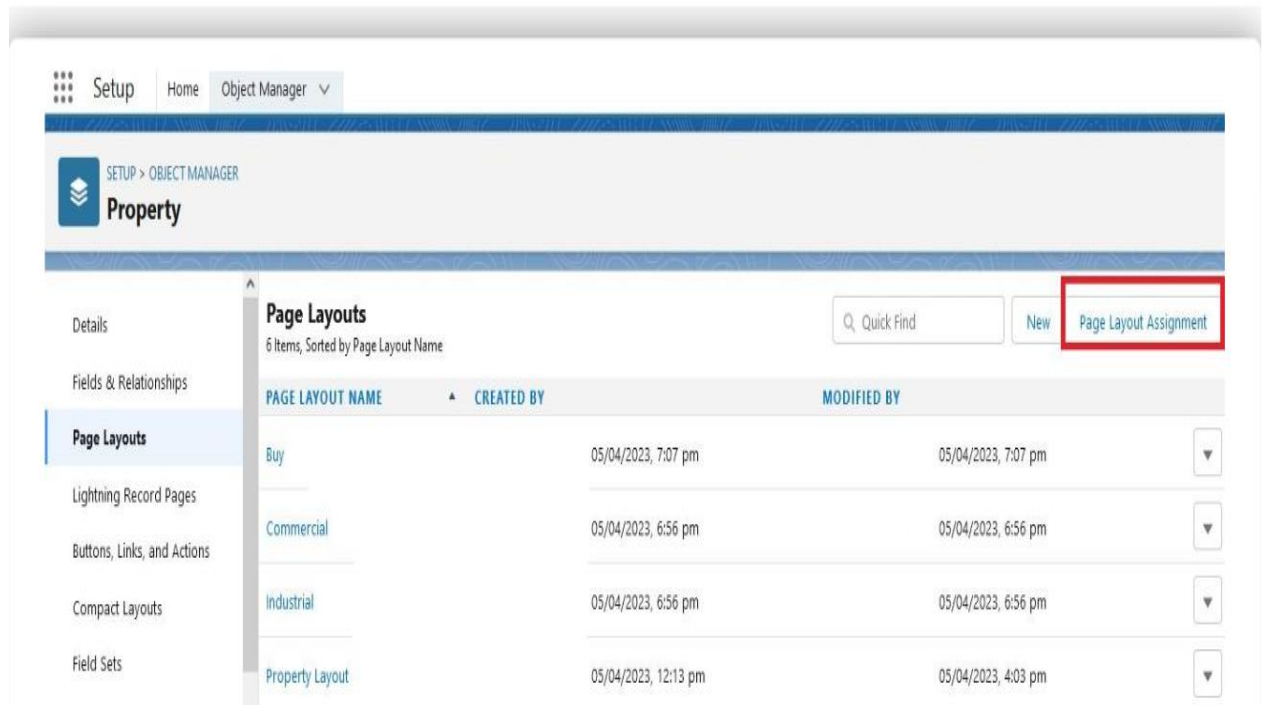 Setup Home Object Manager
SETUP > OBJECT MANAGER
Property
Details
Fields & Relationships
Page Layouts
Lightning Record Pages
Buttons, Links, and Actions
Compact Layouts
Field Sets
Page Layouts
6 Items, Sorted by Page Layout Name
Quick Find New Page Layout Assignment
PAGE LAYOUT NAME CREATED BY MODIFIED BY
Buy 05/04/2023, 7:07 pm 05/04/2023, 7:07 pm
Commercial 05/04/2023, 6:56 pm 05/04/2023, 6:56 pm
Industrial 05/04/2023, 6:56 pm 05/04/2023, 6:56 pm
Property Layout 05/04/2023, 12:13 pm 05/04/2023, 4:03 pm